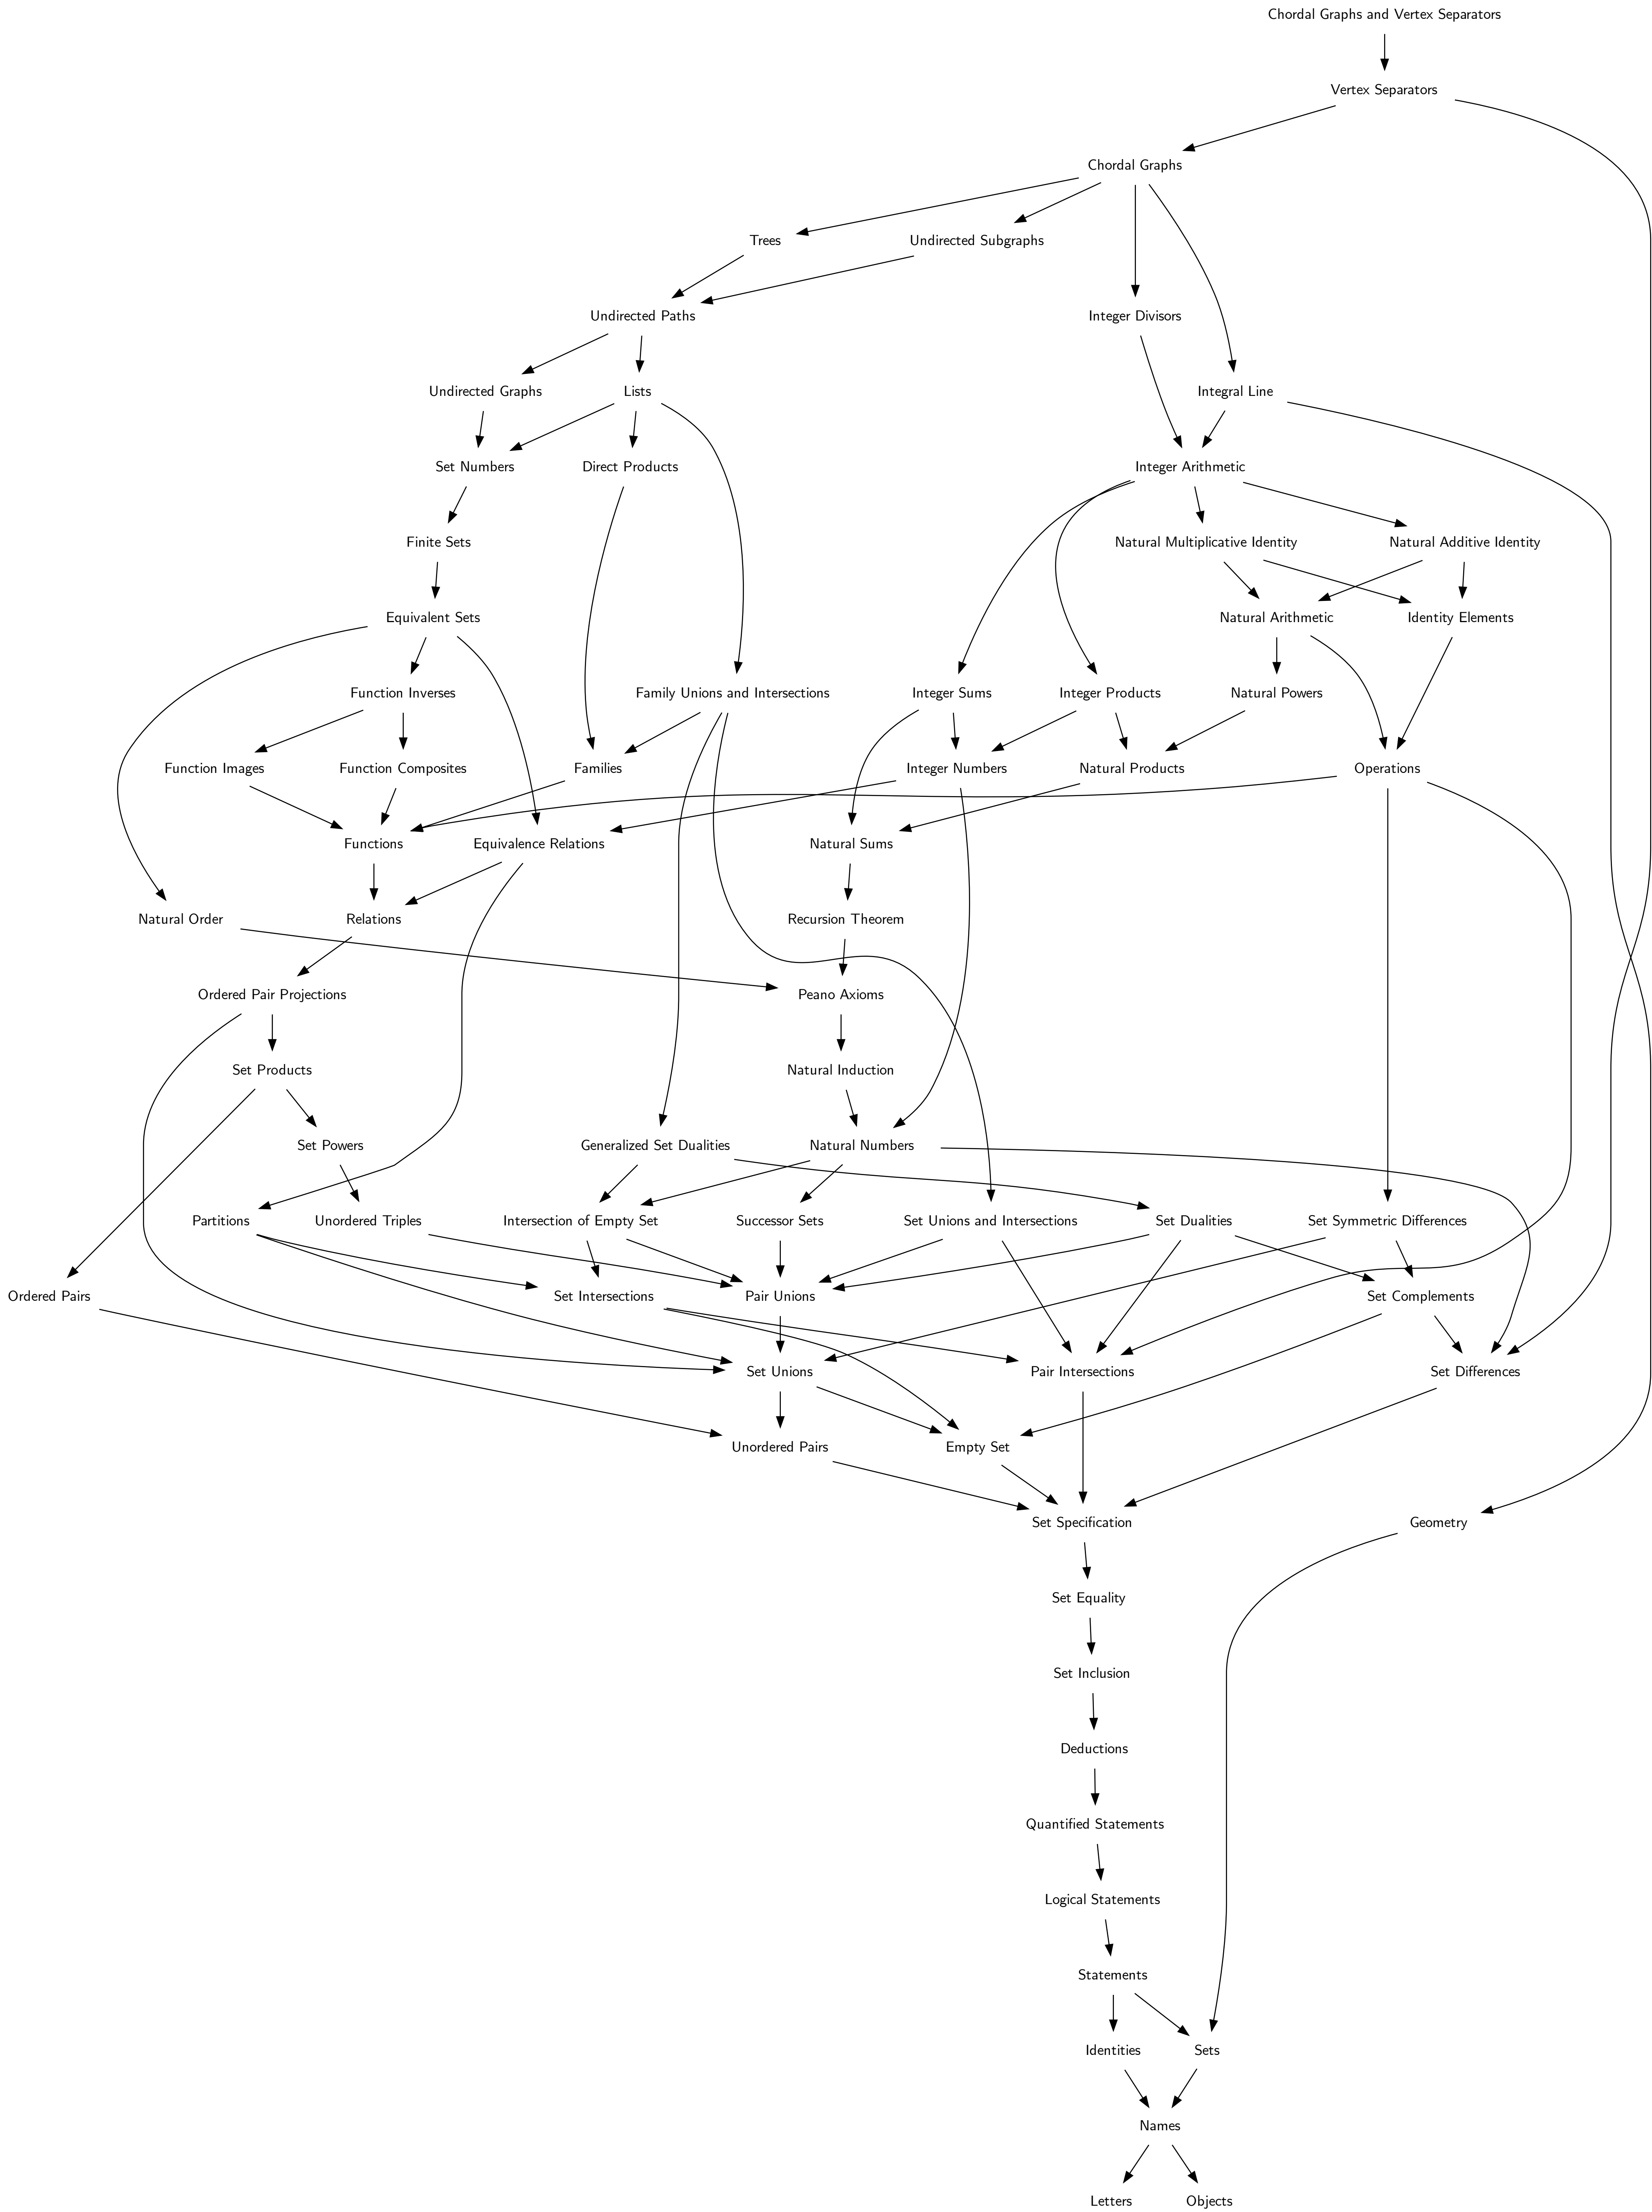 Chordal Graphs and Vertex Separators
Vertex Separators
Chordal Graphs
Trees
Undirected Subgraphs
Undirected Paths
Integer Divisors
Undirected Graphs
Lists
Integral Line
Set Numbers
Direct Products
Integer Arithmetic
Finite Sets
Natural Multiplicative Identity
Natural Additive Identity
Equivalent Sets
Natural Arithmetic
Identity Elements
Function Inverses
Family Unions and Intersections
Integer Sums
Integer Products
Natural Powers
Function Images
Function Composites
Families
Integer Numbers
Natural Products
Operations
Functions
Equivalence Relations
Natural Sums
Natural Order
Relations
Recursion Theorem
Ordered Pair Projections
Peano Axioms
Set Products
Natural Induction
Set Powers
Generalized Set Dualities
Natural Numbers
Partitions
Unordered Triples
Intersection of Empty Set
Successor Sets
Set Unions and Intersections
Set Dualities
Set Symmetric Differences
Ordered Pairs
Set Intersections
Pair Unions
Set Complements
Set Unions
Pair Intersections
Set Differences
Unordered Pairs
Empty Set
Set Specification
Geometry
Set Equality
Set Inclusion
Deductions
Quantified Statements
Logical Statements
Statements
Identities
Sets
Names
Letters
Objects